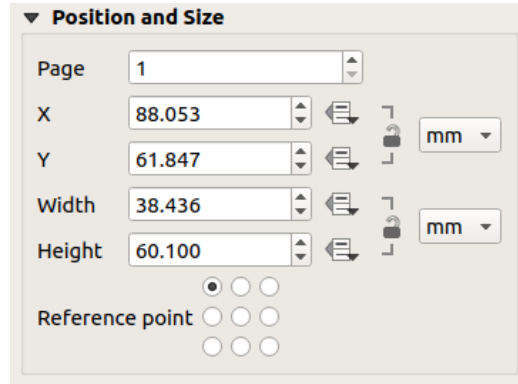 Position and Size
Page 1
X 88.053
mm
Y 61.847
Width 38.436
mm
Height 60.100
Reference point